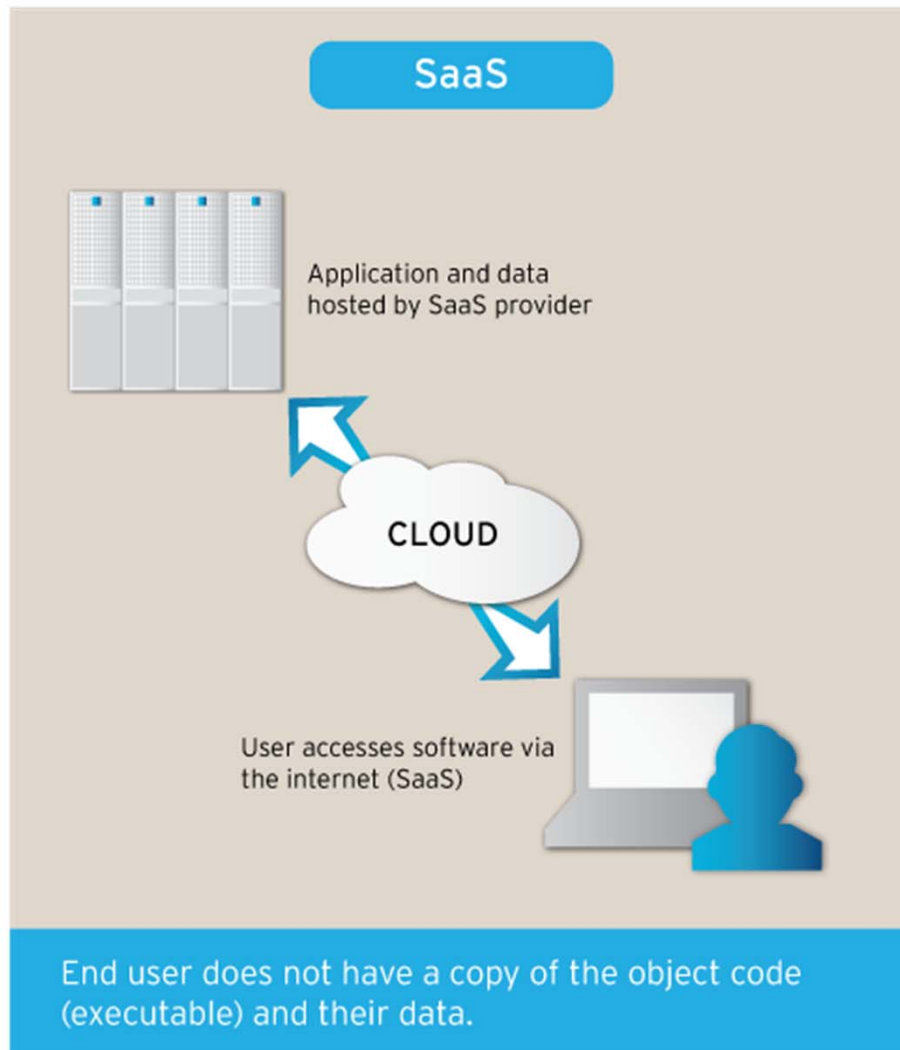 SaaS
Application and data
hosted by SaaS provider
CLOUD
User accesses software via
the internet (SaaS)
End user does not have a copy of the object code
(executable) and their data.